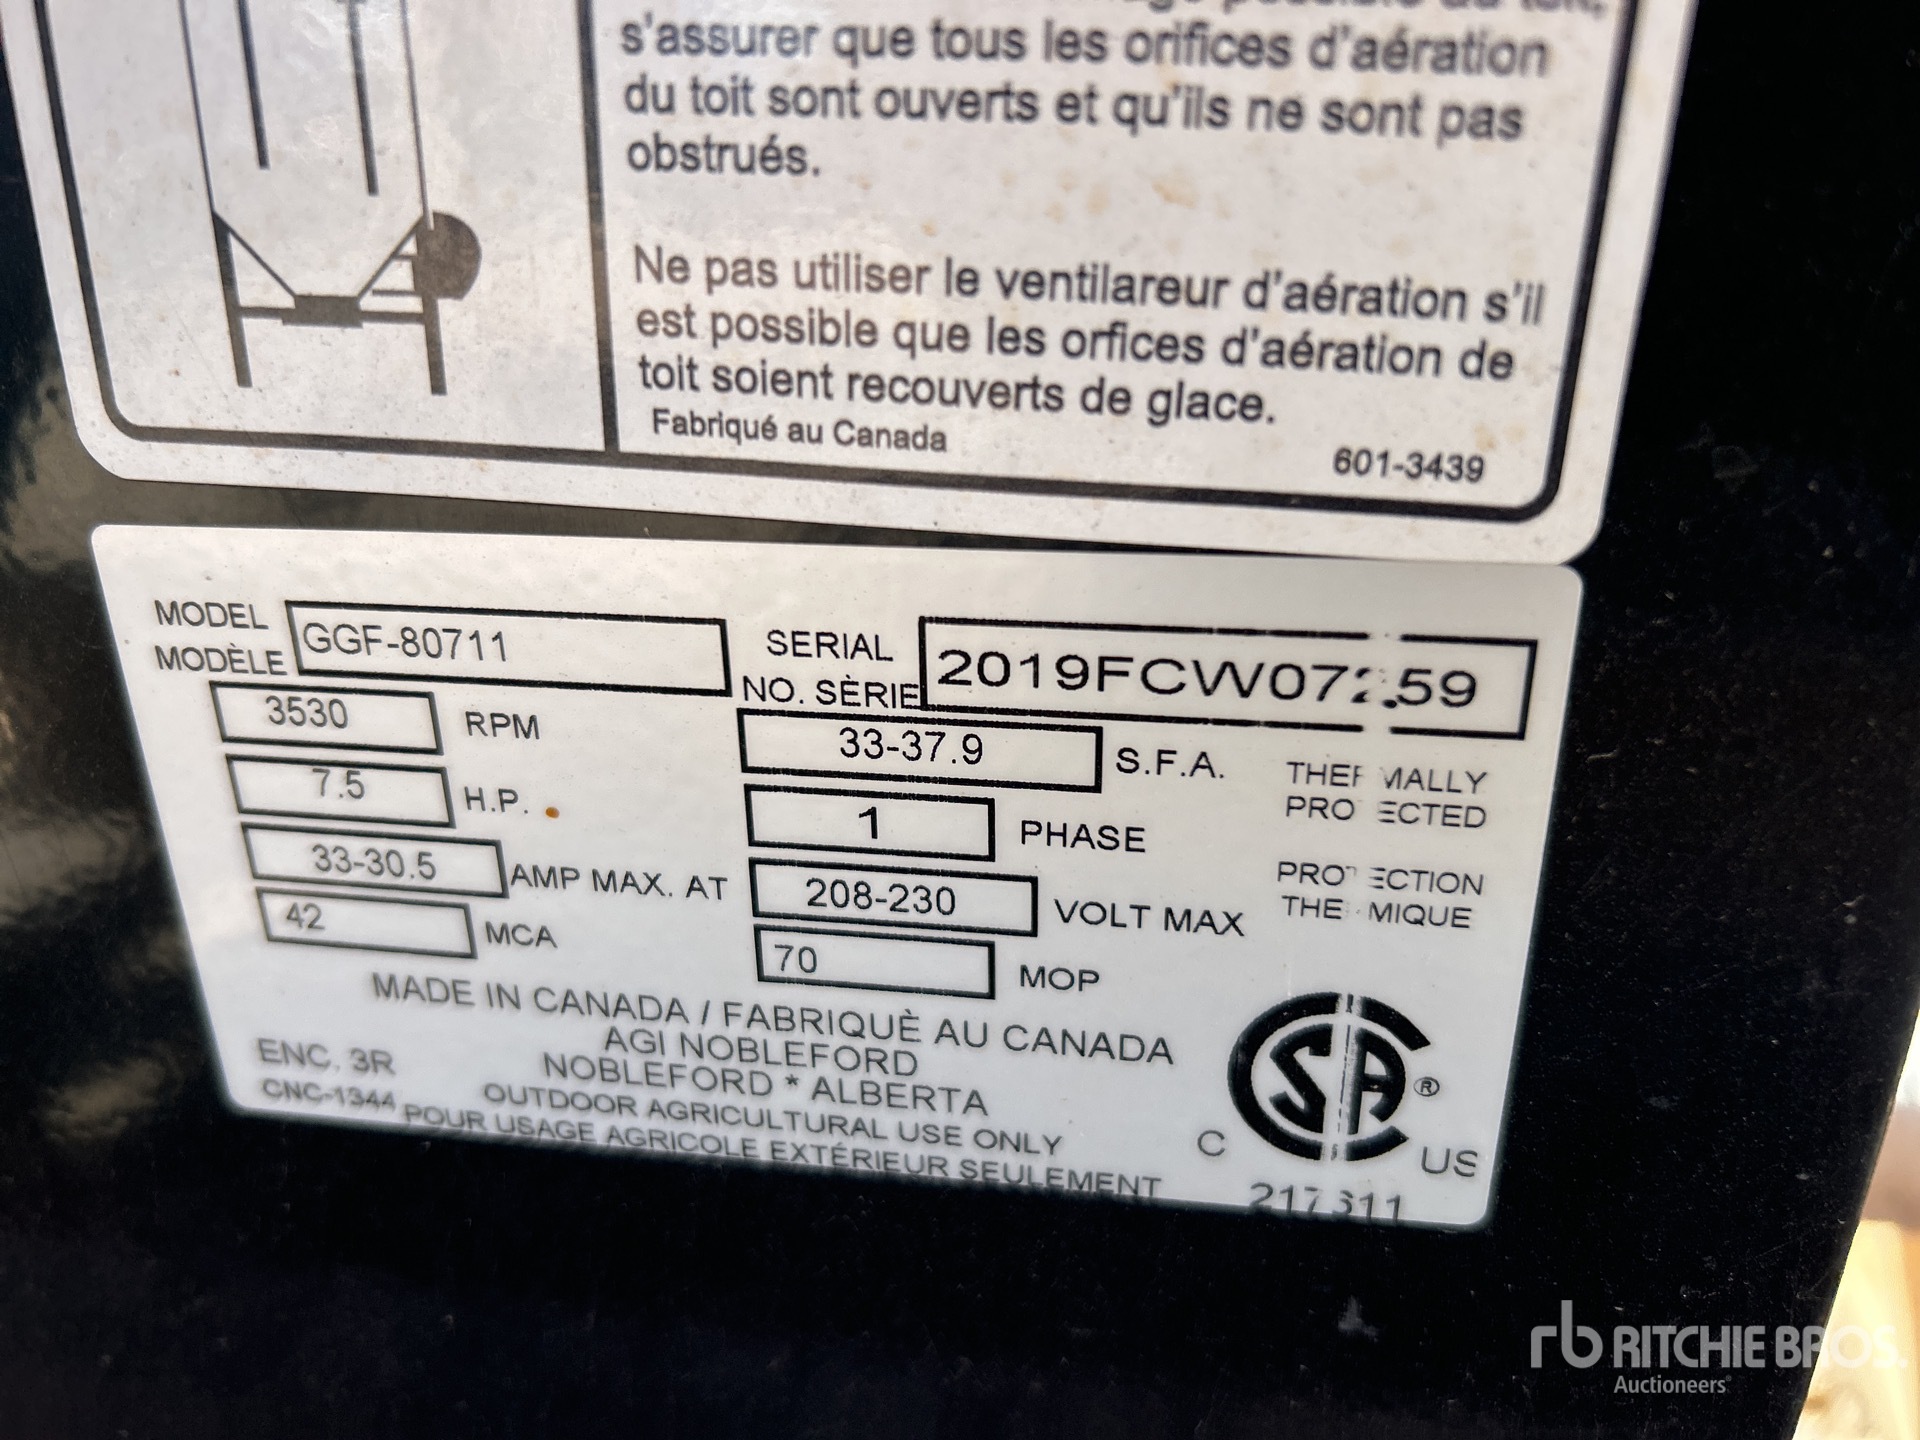 s'assurer que tous les orifices d'aération
du toit sont ouverts et qu'ils ne sont pas
obstrués.
Ne pas utiliser le ventilareur d'aération s'il
est possible que les orfices d'aération de
toit soient recouverts de glace.
Fabriqué au Canada
601-3439
MODEL
MODÈLE
GGF-80711
SERIAL
NO. SÈRIE
3530 RPM
33-37.9 S.F.A.
7.5 H.P.
1 PHASE
33-30.5 AMP MAX. AT
208-230 VOLT MAX
42 MCA
70 MOP
THERMALLY
PROTECTED
PROTECTION
THERMIQUE
MADE IN CANADA / FABRIQUÈ AU CANADA
AGI NOBLEFORD
NOBLEFORD * ALBERTA
ENC. 3R
CNC-1344
OUTDOOR AGRICULTURAL USE ONLY
POUR USAGE AGRICOLE EXTÉRIEUR SEULEMENT
C SA ® US
rb RITCHIE BROS.
Auctioneers